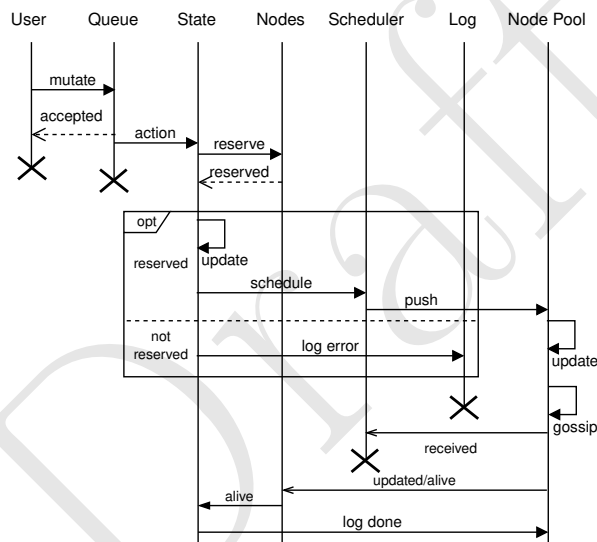 User Queue State Nodes Scheduler Log Node Pool
mutate
accepted
action
reserve
reserved
opt
update
reserved
schedule
push
not
reserved
log error
update
gossip
received
updated/alive
alive
log done
Draft